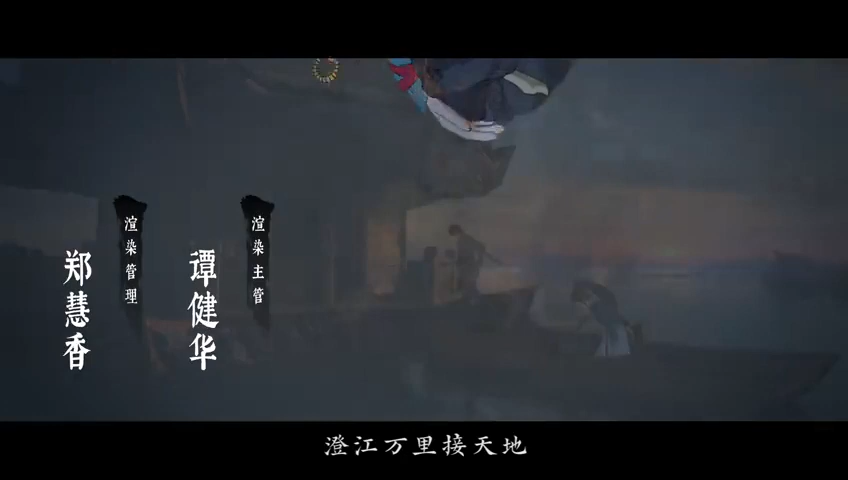 渲染主管
谭健华
渲染管理
郑慧香
澄江万里接天地